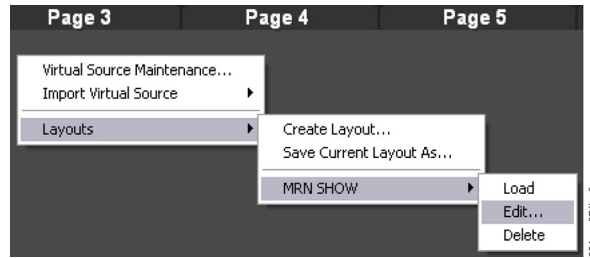 Page 3 Page 4 Page 5
Virtual Source Maintenance...
Import Virtual Source
Layouts
Create Layout...
Save Current Layout As...
MRN SHOW
Load
Edit...
Delete